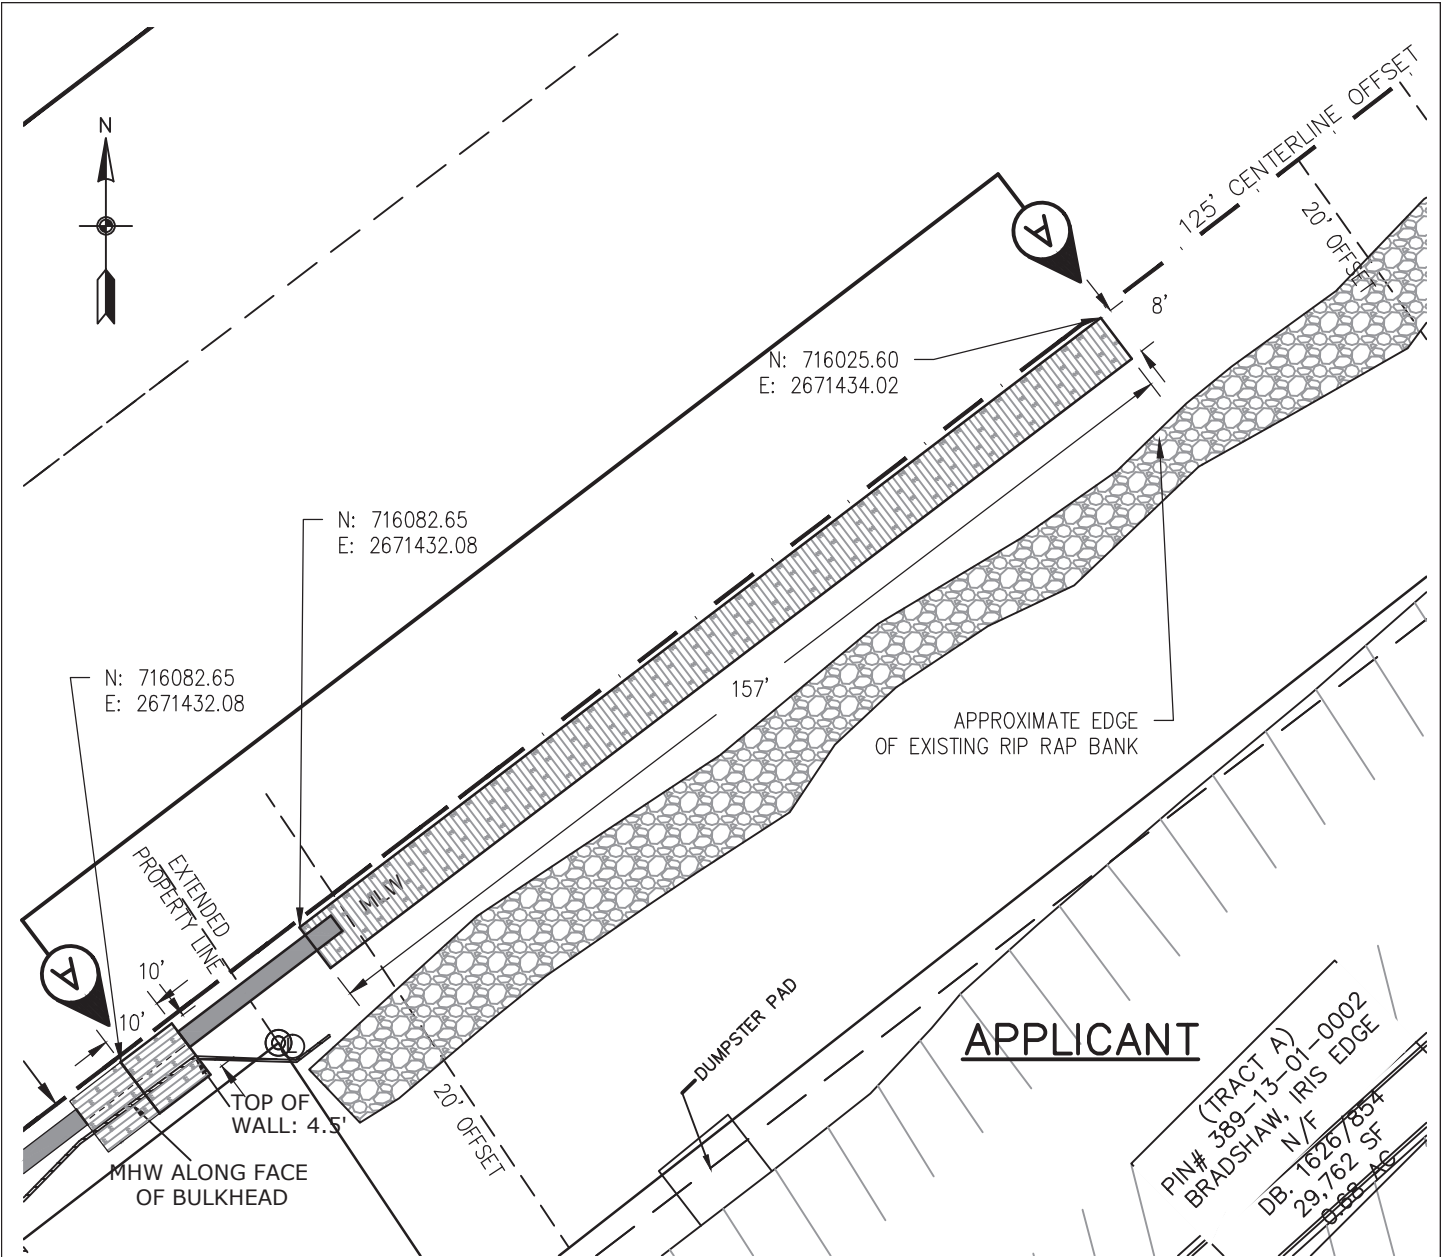 N
125' CENTERLINE OFFSET
20' OFFSET
A
8'
N: 716025.60
E: 2671434.02
N: 716082.65
E: 2671432.08
N: 716082.65
E: 2671432.08
157'
APPROXIMATE EDGE
OF EXISTING RIP RAP BANK
EXTENDED
PROPERTY LINE
MLW
A
10'
10'
TOP OF
WALL: 4.5'
MHW ALONG FACE
OF BULKHEAD
20' OFFSET
DUMPSTER PAD
APPLICANT
(TRACT A)
PIN# 389-13-01-0002
BRADSHAW, IRIS EDGE
N/F
DB. 1626/854
29,762 SF
0.68 AC